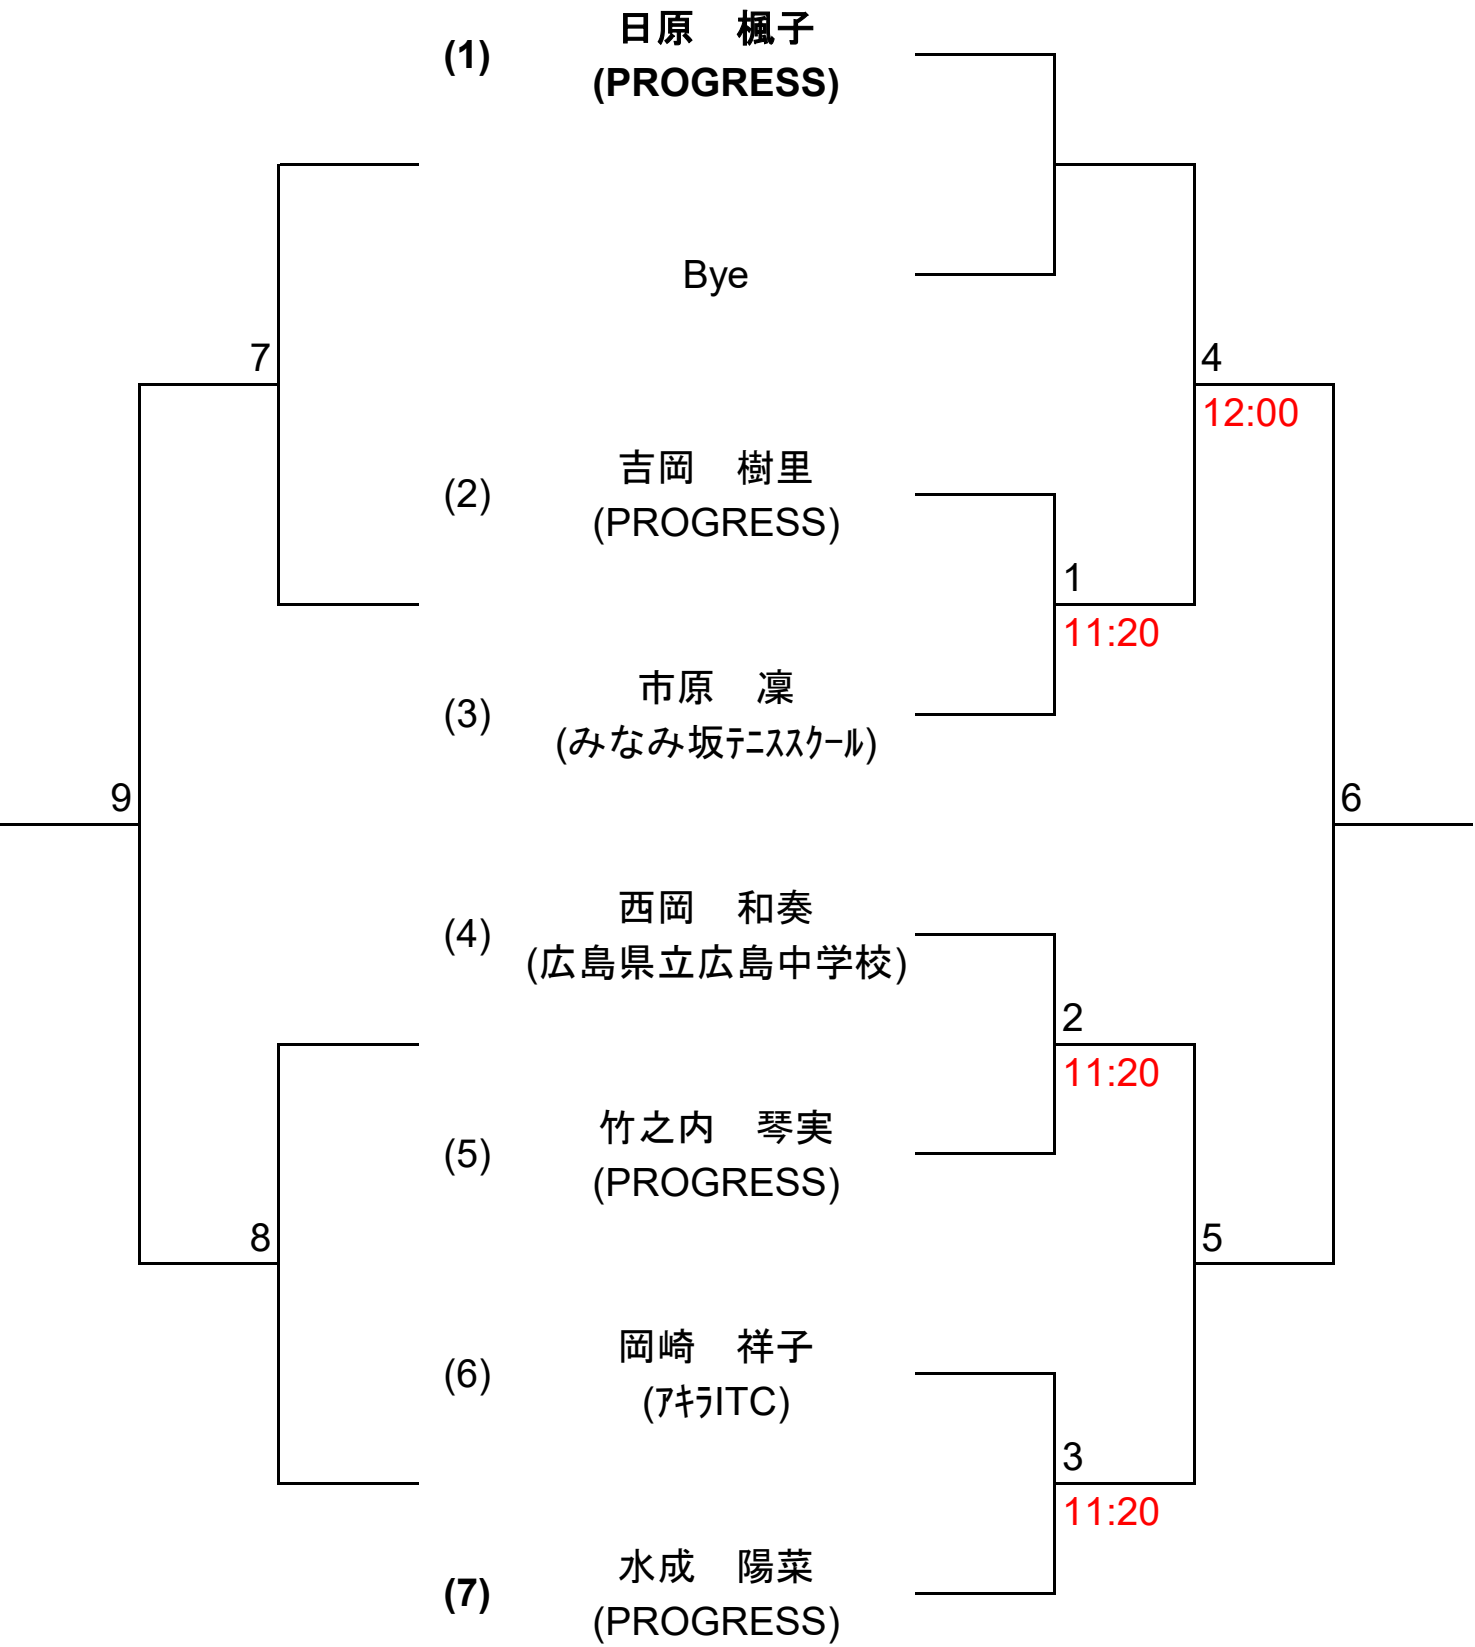 (1)
日原　楓子
(PROGRESS)
Bye
7
4
12:00
(2)
吉岡　樹里
(PROGRESS)
1
11:20
(3)
市原　凜
(みなみ坂ﾃﾆｽｽｸｰﾙ)
9
6
(4)
西岡　和奏
(広島県立広島中学校)
2
11:20
(5)
竹之内　琴実
(PROGRESS)
8
5
(6)
岡崎　祥子
(ｱｷﾗITC)
3
11:20
(7)
水成　陽菜
(PROGRESS)